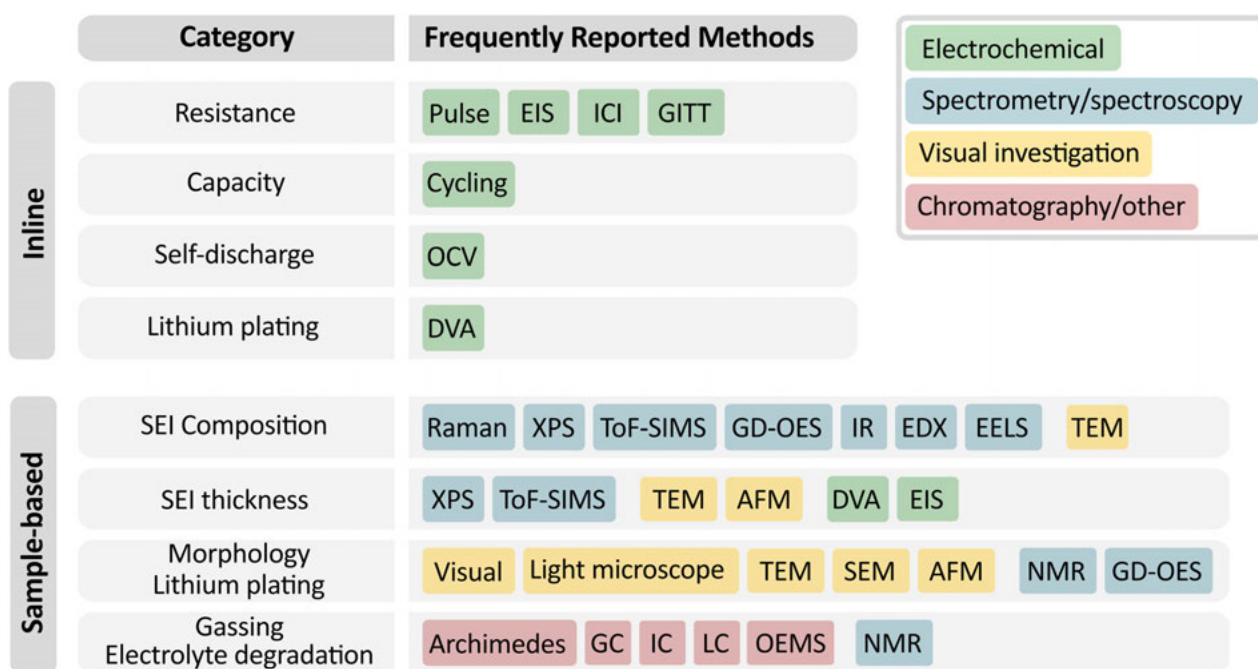 Category Frequently Reported Methods
Electrochemical
Spectrometry/spectroscopy
Visual investigation
Chromatography/other
Inline
Resistance Pulse EIS ICI GITT
Capacity Cycling
Self-discharge OCV
Lithium plating DVA
Sample-based
SEI Composition Raman XPS ToF-SIMS GD-OES IR EDX EELS TEM
SEI thickness XPS ToF-SIMS TEM AFM DVA EIS
Morphology
Lithium plating Visual Light microscope TEM SEM AFM NMR GD-OES
Gassing
Electrolyte degradation Archimedes GC IC LC OEMS NMR